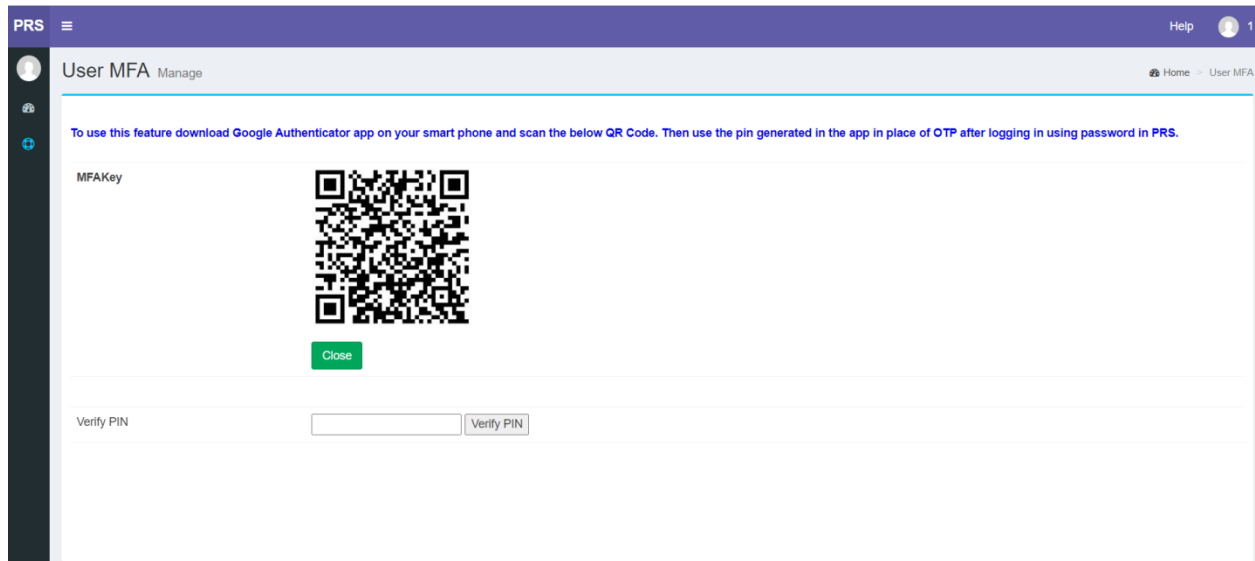 PRS Help 1
User MFA Manage Home > User MFA
To use this feature download Google Authenticator app on your smart phone and scan the below QR Code. Then use the pin generated in the app in place of OTP after logging in using password in PRS.
MFAKey
Close
Verify PIN Verify PIN